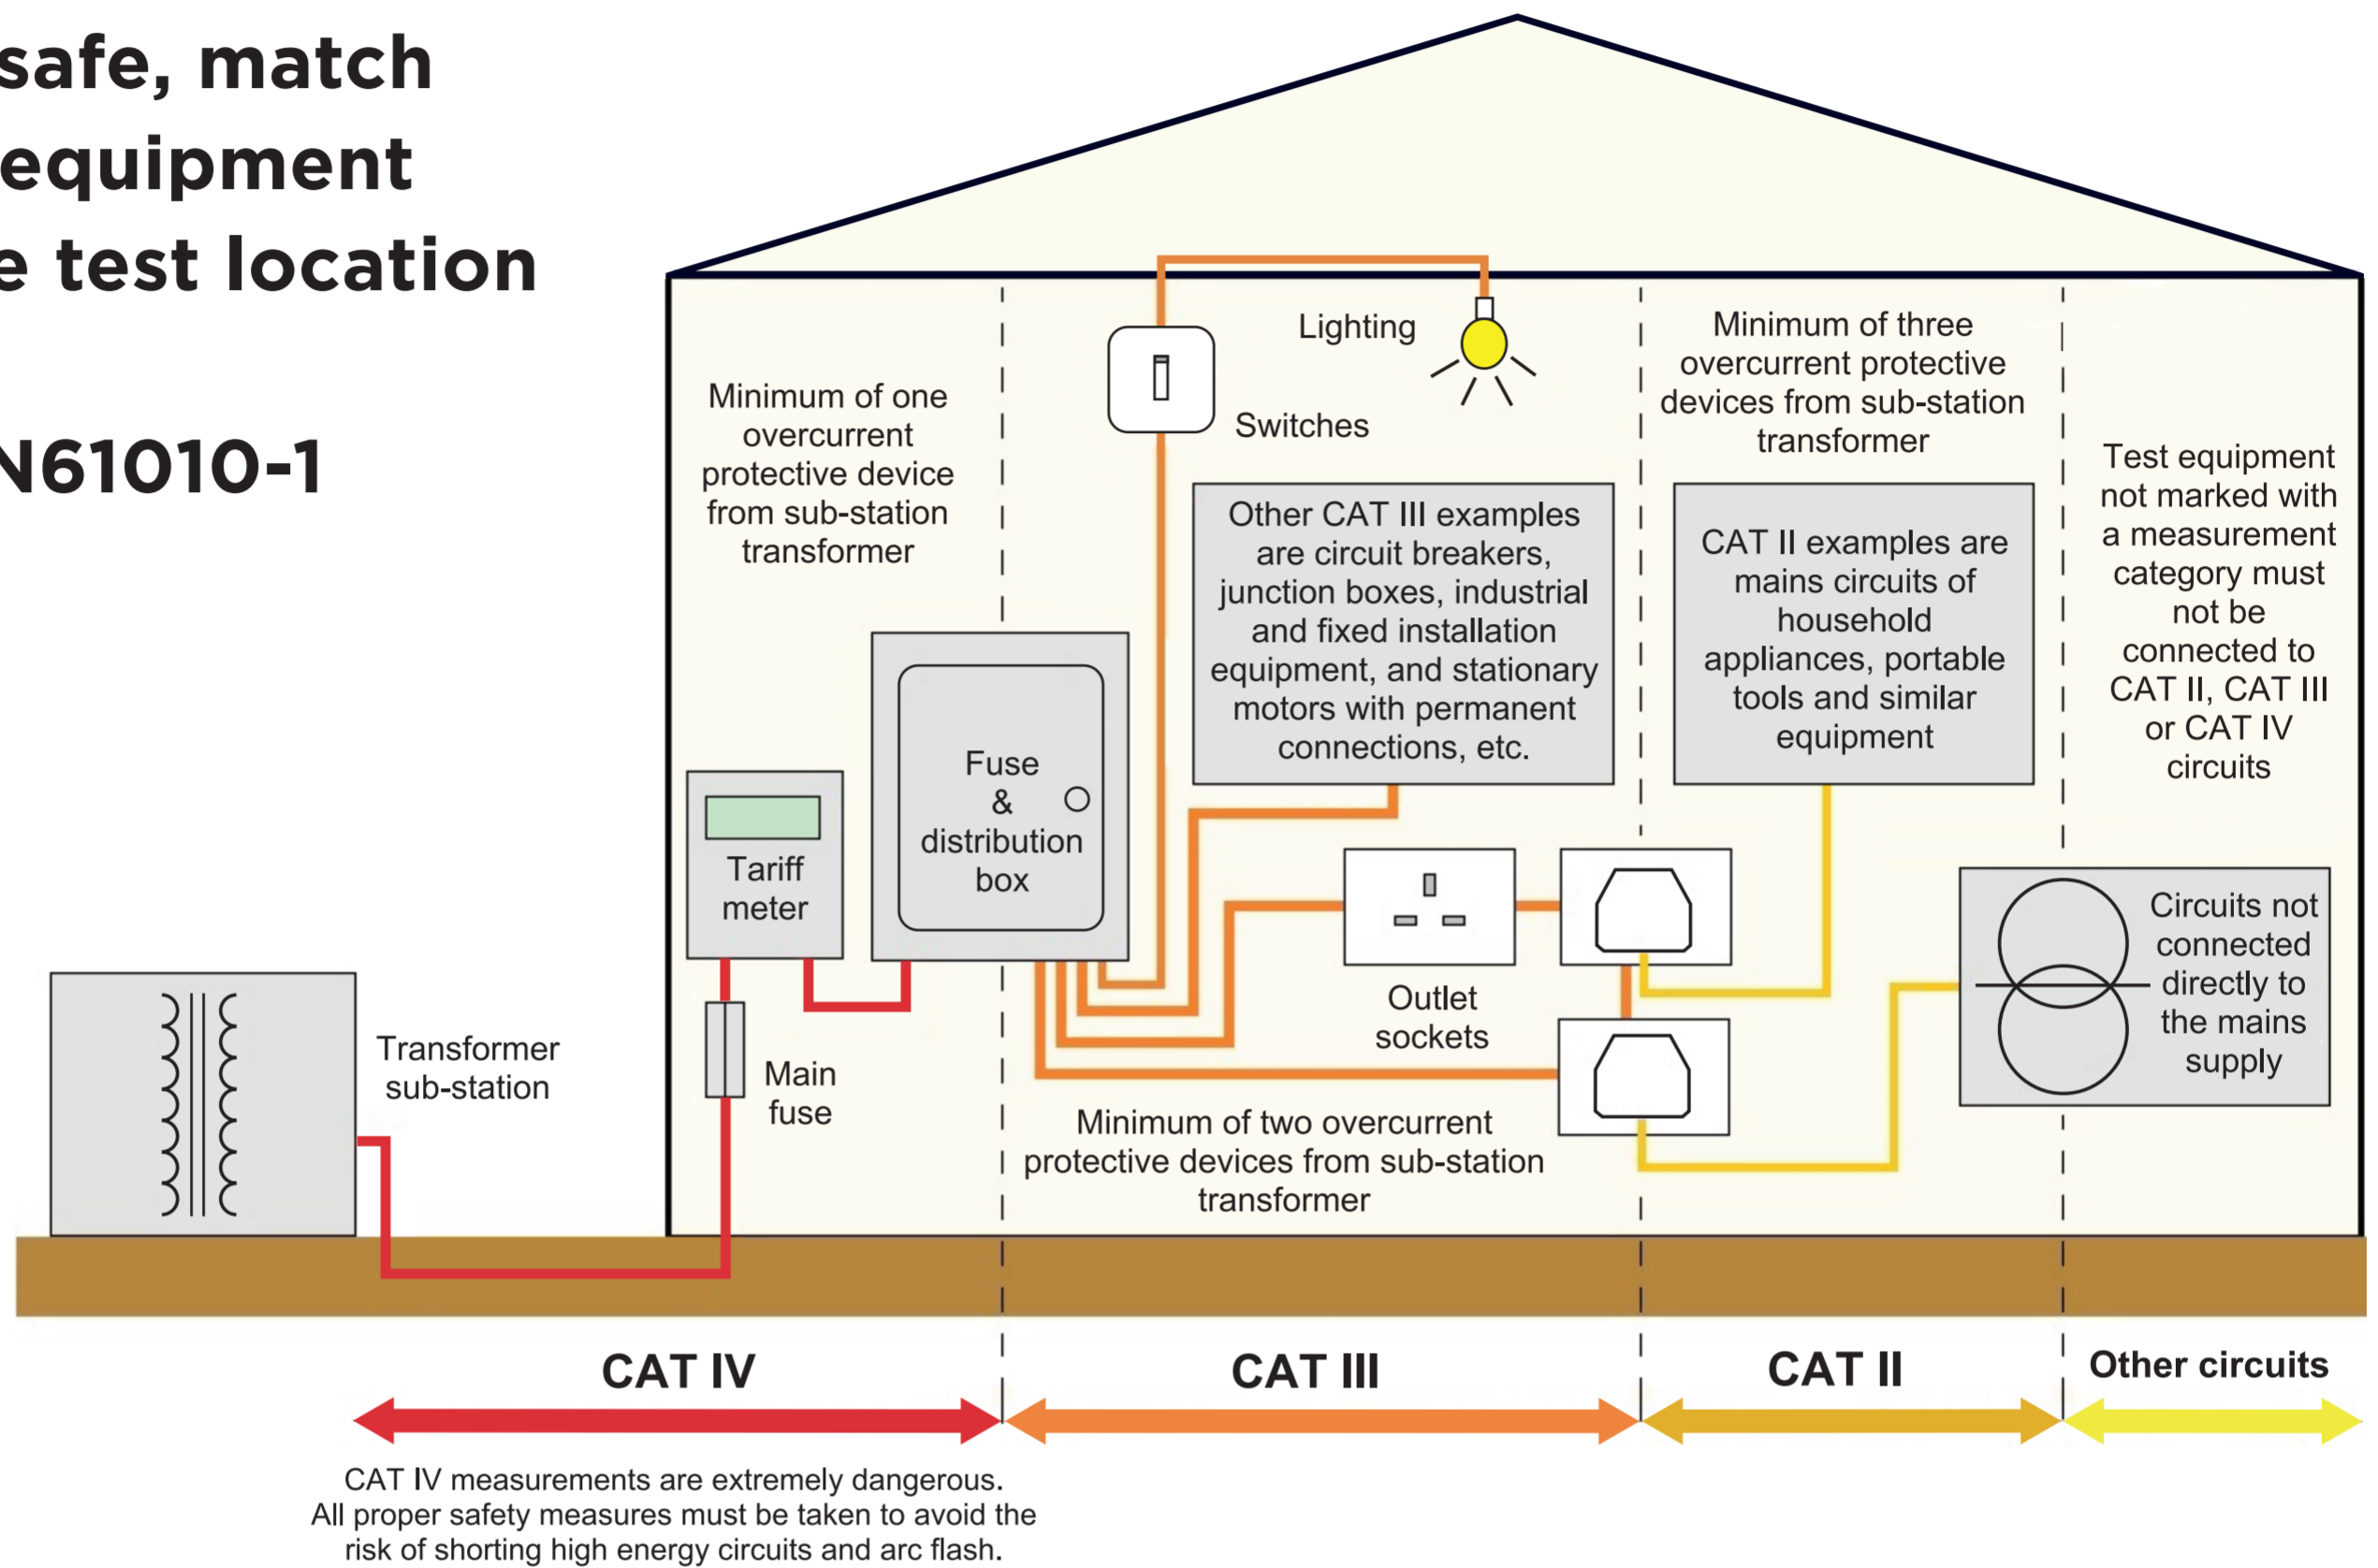 safe, match
equipment
e test location
N61010-1
Minimum of one
overcurrent
protective device
from sub-station
transformer
Lighting
Switches
Minimum of three
overcurrent protective
devices from sub-station
transformer
Test equipment
not marked with
a measurement
category must
not be
connected to
CAT II, CAT III
or CAT IV
circuits
Other CAT III examples
are circuit breakers,
junction boxes, industrial
and fixed installation
equipment, and stationary
motors with permanent
connections, etc.
CAT II examples are
mains circuits of
household
appliances, portable
tools and similar
equipment
Fuse
&
distribution
box
Tariff
meter
Circuits not
connected
directly to
the mains
supply
Outlet
sockets
Transformer
sub-station
Main
fuse
Minimum of two overcurrent
protective devices from sub-station
transformer
CAT IV
CAT III
CAT II
Other circuits
CAT IV measurements are extremely dangerous.
All proper safety measures must be taken to avoid the
risk of shorting high energy circuits and arc flash.